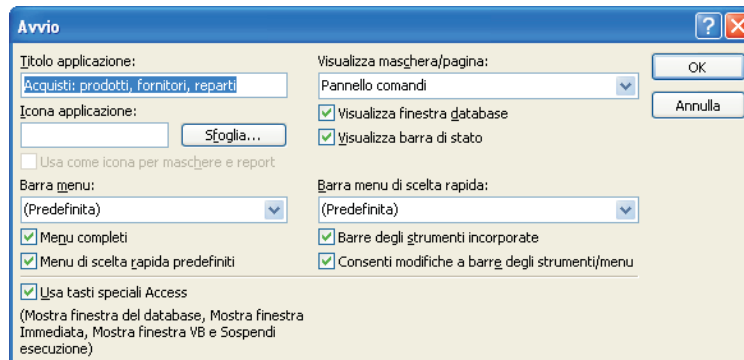 Avvio
Titolo applicazione:
Acquisti: prodotti, fornitori, reparti
Icona applicazione:
Sfoglia...
Usa come icona per maschere e report
Visualizza maschera/pagina:
Pannello comandi
Visualizza finestra database
Visualizza barra di stato
OK
Annulla
Barra menu:
(Predefinita)
Menu completi
Menu di scelta rapida predefiniti
Barra menu di scelta rapida:
(Predefinita)
Barre degli strumenti incorporate
Consenti modifiche a barre degli strumenti/menu
Usa tasti speciali Access
(Mostra finestra del database, Mostra finestra
Immediata, Mostra finestra VB e Sospendi
esecuzione)